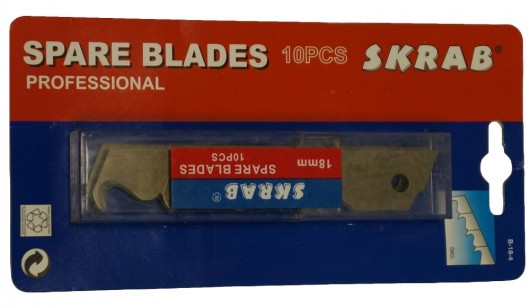 SPARE BLADES 10PCS SKRAB®
PROFESSIONAL
18mm
SPARE BLADES
10PCS
SKRAB®
B-18-4